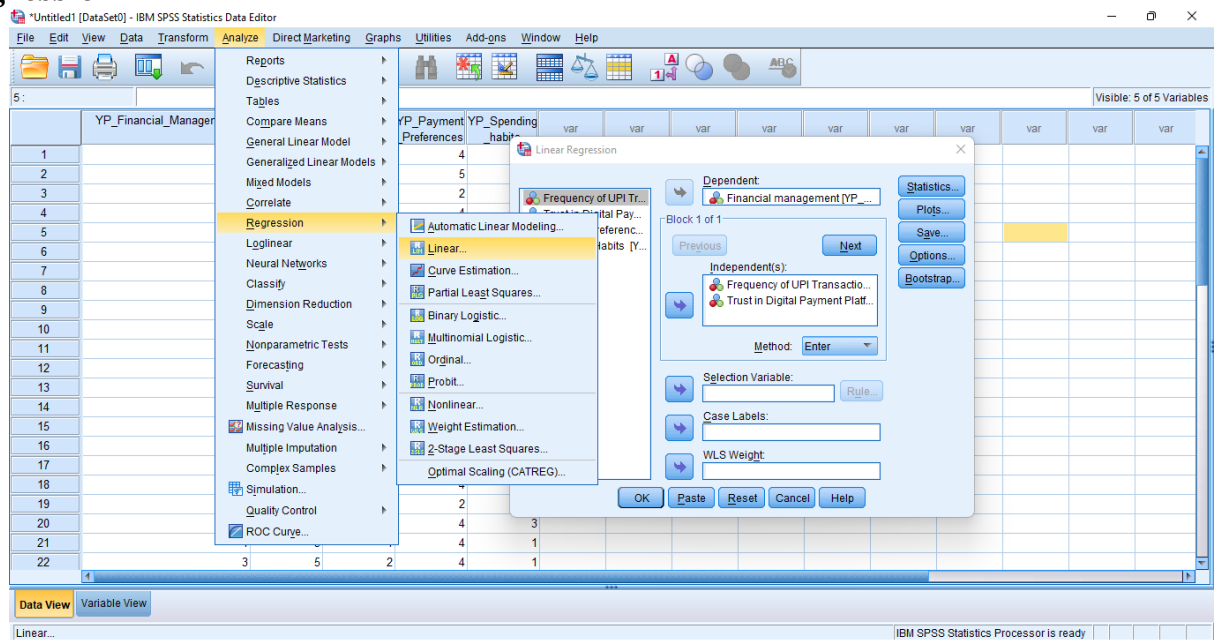 *Untitled1 [DataSet0] - IBM SPSS Statistics Data Editor
File Edit View Data Transform Analyze Direct Marketing Graphs Utilities Add-ons Window Help
5 :
Visible: 5 of 5 Variables
YP_Financial_Manager
YP_Payment
_Preferences
YP_Spending
var var var var var var var var var var
1
2
3
4
5
6
7
8
9
10
11
12
13
14
15
16
17
18
19
20
21
22
4
5
2
2
4 3
4 1
3 5 2 4 1
Reports
Descriptive Statistics
Tables
Compare Means
General Linear Model
Generalized Linear Models
Mixed Models
Correlate
Regression
Loglinear
Neural Networks
Classify
Dimension Reduction
Scale
Nonparametric Tests
Forecasting
Survival
Multiple Response
Missing Value Analysis...
Multiple Imputation
Complex Samples
Simulation...
Quality Control
ROC Curve...
Automatic Linear Modeling...
Linear...
Curve Estimation...
Partial Least Squares...
Binary Logistic...
Multinomial Logistic...
Ordinal...
Probit...
Nonlinear...
Weight Estimation...
2-Stage Least Squares...
Optimal Scaling (CATREG)...
Linear Regression
Frequency of UPI Tr...
Dependent:
Financial management [YP_...
Block 1 of 1
Previous
Next
Independent(s):
Frequency of UPI Transactio...
Trust in Digital Payment Platf...
Method: Enter
Selection Variable:
Rule...
Case Labels:
WLS Weight:
Statistics...
Plots...
Save...
Options...
Bootstrap...
OK Paste Reset Cancel Help
Data View Variable View
Linear...
IBM SPSS Statistics Processor is ready